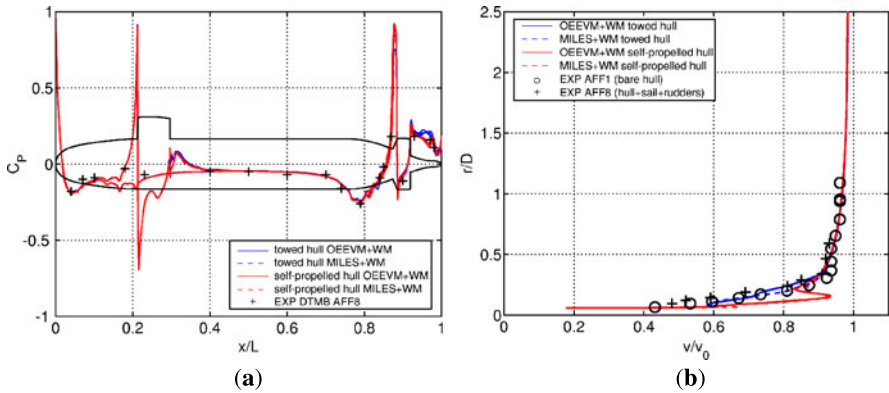 1
0.5
0
-0.5
-1
C_P
0 0.2 0.4 0.6 0.8 1
x/L
towed hull OEEVM+WM
towed hull MILES+WM
self-propelled hull OEEVM+WM
self-propelled hull MILES+WM
EXP DTMB AFF8
(a)
2.5
2
1.5
1
0.5
0
r/D
0 0.2 0.4 0.6 0.8 1
v/v_0
OEEVM+WM towed hull
MILES+WM towed hull
OEEVM+WM self-propelled hull
MILES+WM self-propelled hull
EXP AFF1 (bare hull)
EXP AFF8 (hull+sail+rudders)
(b)